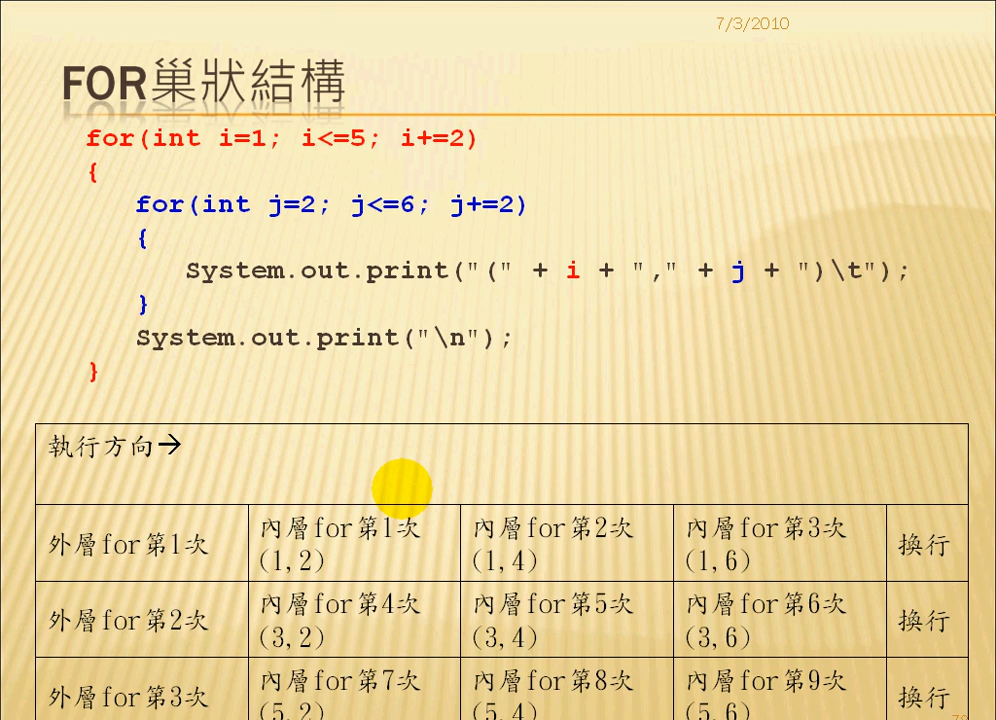 7/3/2010
FOR巢狀結構
for(int i=1; i<=5; i+=2)
{
for(int j=2; j<=6; j+=2)
{
System.out.print("(" + i + "," + j + ")\t");
}
System.out.print("\n");
}
執行方向→
外層for第1次 內層for第1次 內層for第2次 內層for第3次 換行
(1,2) (1,4) (1,6)
外層for第2次 內層for第4次 內層for第5次 內層for第6次 換行
(3,2) (3,4) (3,6)
外層for第3次 內層for第7次 內層for第8次 內層for第9次 換行
(5,2) (5,4) (5,6)